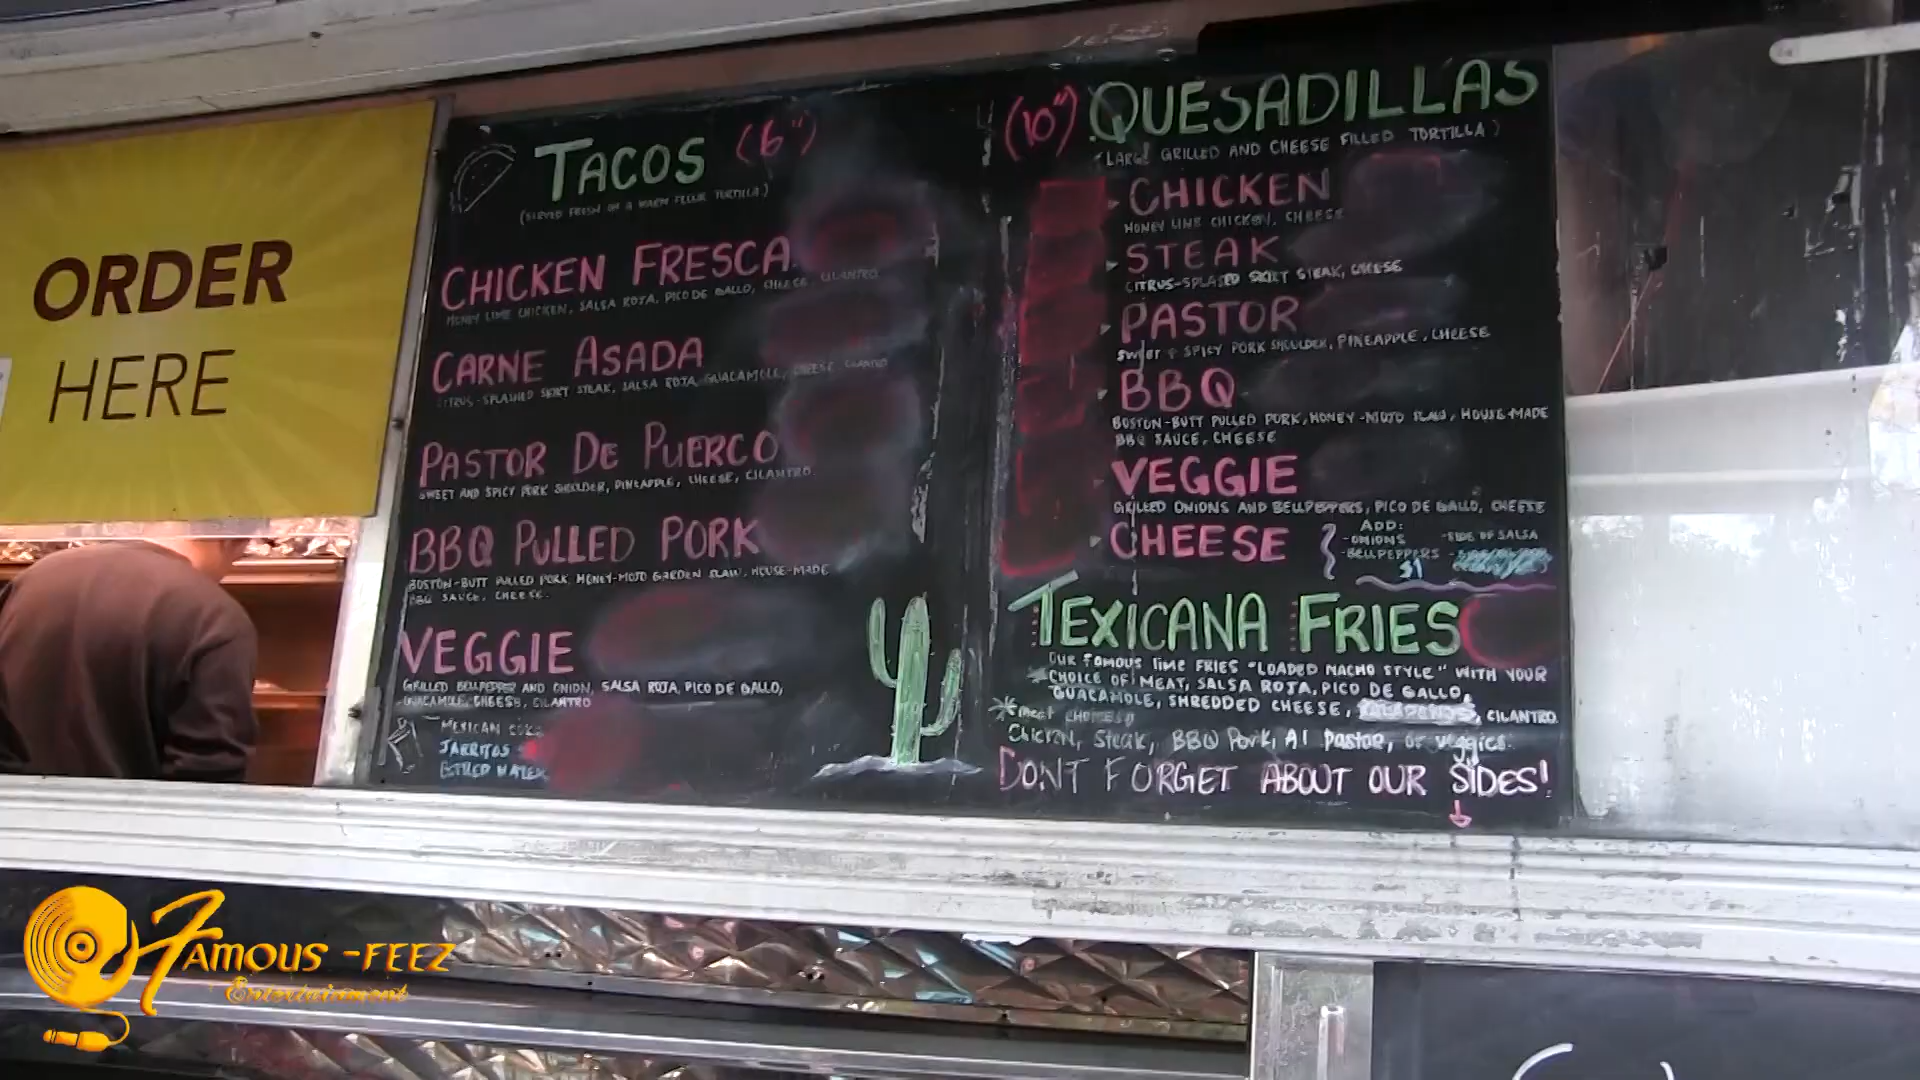 ORDER
HERE
TACOS (6")
(SERVED FRESH ON A WARM FLOUR TORTILLA)
CHICKEN FRESCA
HONEY LIME CHICKEN, SALSA ROJA, PICO DE GALLO, CHEESE, CILANTRO
CARNE ASADA
CITRUS-SPLASHED SKIRT STEAK, SALSA ROJA, GUACAMOLE, CHEESE CILANTRO
PASTOR DE PUERCO
SWEET AND SPICY PORK SHOULDER, PINEAPPLE, CHEESE, CILANTRO
BBQ PULLED PORK
BOSTON-BUTT PULLED PORK, HONEY-MOJO GARDEN SLAW, HOUSE-MADE
BBQ SAUCE, CHEESE.
VEGGIE
GRILLED BELLPEPPER AND ONION, SALSA ROJA, PICO DE GALLO,
GUACAMOLE, CHEESE, CILANTRO
MEXICAN COKE
JARRITOS
BOTTLED WATER
(10") QUESADILLAS
(LARGE GRILLED AND CHEESE FILLED TORTILLA)
CHICKEN
HONEY LIME CHICKEN, CHEESE
STEAK
CITRUS-SPLASHED SKIRT STEAK, CHEESE
PASTOR
SWEET & SPICY PORK SHOULDER, PINEAPPLE, CHEESE
BBQ
BOSTON-BUTT PULLED PORK, HONEY-MOJO SLAW, HOUSE-MADE
BBQ SAUCE, CHEESE
VEGGIE
GRILLED ONIONS AND BELLPEPPERS, PICO DE GALLO, CHEESE
CHEESE
ADD:
-ONIONS -SIDE OF SALSA
-BELLPEPPERS
$1
TEXICANA FRIES
OUR FAMOUS LIME FRIES "LOADED NACHO STYLE" WITH YOUR
CHOICE OF MEAT, SALSA ROJA, PICO DE GALLO,
GUACAMOLE, SHREDDED CHEESE, CILANTRO
*(meat choices)
Chicken, Steak, BBQ Pork, Al Pastor, or veggies.
DONT FORGET ABOUT OUR SIDES!
FAMOUS-FEEZ
Entertainment